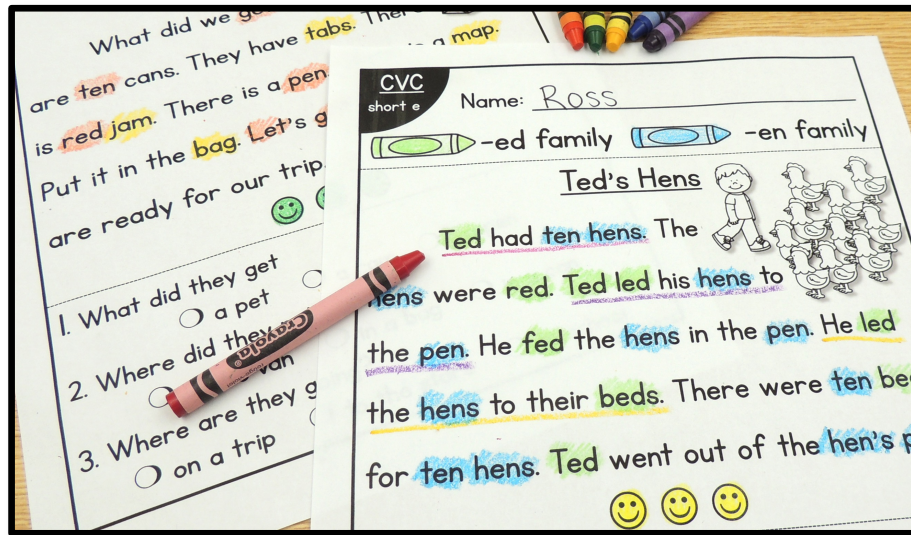 What did we
are ten cans. They have tabs.
a map.
is red jam. There is a pen.
Put it in the bag. Let's
are ready for our trip
1. What did they get
a pet
2. Where did they
van
3. Where are they
on a trip
Crayola
CVC
short e
Name: Ross
-ed family -en family
Ted's Hens
Ted had ten hens. The
hens were red. Ted led his hens to
the pen. He fed the hens in the pen. He led
the hens to their beds. There were ten
for ten hens. Ted went out of the hen's